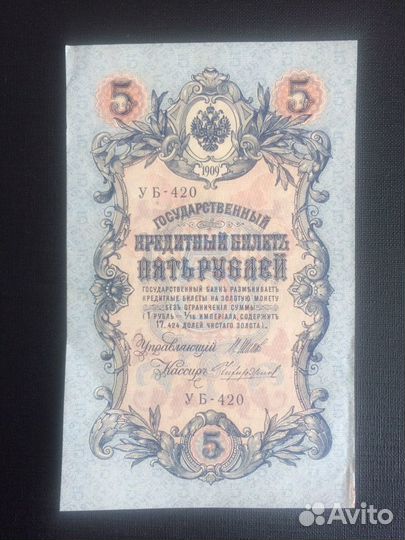 5 5
1909
УБ-420
ГОСУДАРСТВЕННЫЙ
КРЕДИТНЫЙ БИЛЕТЪ
ПЯТЬ РУБЛЕЙ
ГОСУДАРСТВЕННЫЙ БАНКЪ РАЗМѢНИВАЕТЪ
КРЕДИТНЫЕ БИЛЕТЫ НА ЗОЛОТУЮ МОНЕТУ
БЕЗЪ ОГРАНИЧЕНІЯ СУММЫ
(1 РУБЛЬ = 1/15 ИМПЕРІАЛА, СОДЕРЖИТЪ
17,424 ДОЛЕЙ ЧИСТАГО ЗОЛОТА).
Управляющій
Кассиръ
УБ-420
5
Avito